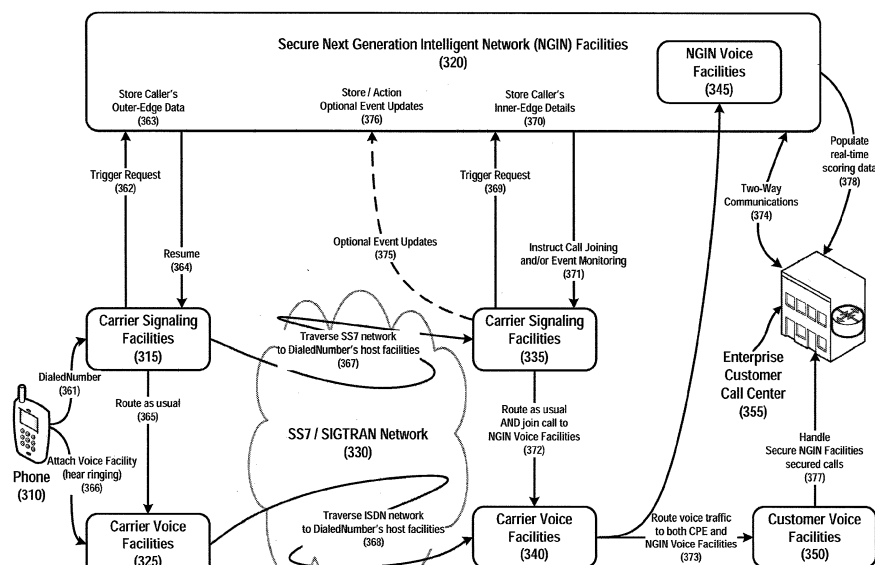 Secure Next Generation Intelligent Network (NGIN) Facilities
(320)
NGIN Voice
Facilities
(345)
Store Caller's
Outer-Edge Data
(363)
Store / Action
Optional Event Updates
(376)
Store Caller's
Inner-Edge Details
(370)
Trigger Request
(362)
Trigger Request
(369)
Populate
real-time
scoring data
(378)
Two-Way
Communications
(374)
Resume
(364)
Optional Event Updates
(375)
Instruct Call Joining
and/or Event Monitoring
(371)
Carrier Signaling
Facilities
(315)
Traverse SS7 network
to DialedNumber's host facilities
(367)
Carrier Signaling
Facilities
(335)
Enterprise
Customer
Call Center
(355)
DialedNumber
(361)
Route as usual
(365)
SS7 / SIGTRAN Network
(330)
Route as usual
AND join call to
NGIN Voice Facilities
(372)
Handle
Secure NGIN Facilities
secured calls
(377)
Phone
(310)
Attach Voice Facility
(hear ringing)
(366)
Carrier Voice
Facilities
(325)
Traverse ISDN network
to DialedNumber's host facilities
(368)
Carrier Voice
Facilities
(340)
Route voice traffic
to both CPE and
NGIN Voice Facilities
(373)
Customer Voice
Facilities
(350)